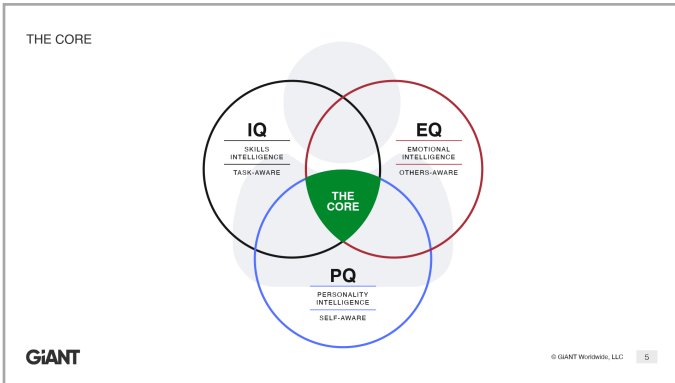 THE CORE
IQ
SKILLS
INTELLIGENCE
TASK-AWARE
EQ
EMOTIONAL
INTELLIGENCE
OTHERS-AWARE
THE
CORE
PQ
PERSONALITY
INTELLIGENCE
SELF-AWARE
GiANT
© GiANT Worldwide, LLC
5